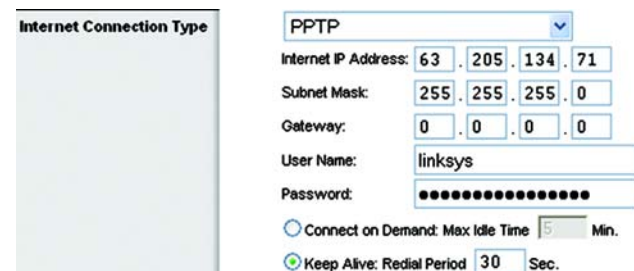 Internet Connection Type PPTP
Internet IP Address: 63 . 205 . 134 . 71
Subnet Mask: 255 . 255 . 255 . 0
Gateway: 0 . 0 . 0 . 0
User Name: linksys
Password: ●●●●●●●●●●●●●●●●
Connect on Demand: Max Idle Time 5 Min.
Keep Alive: Redial Period 30 Sec.